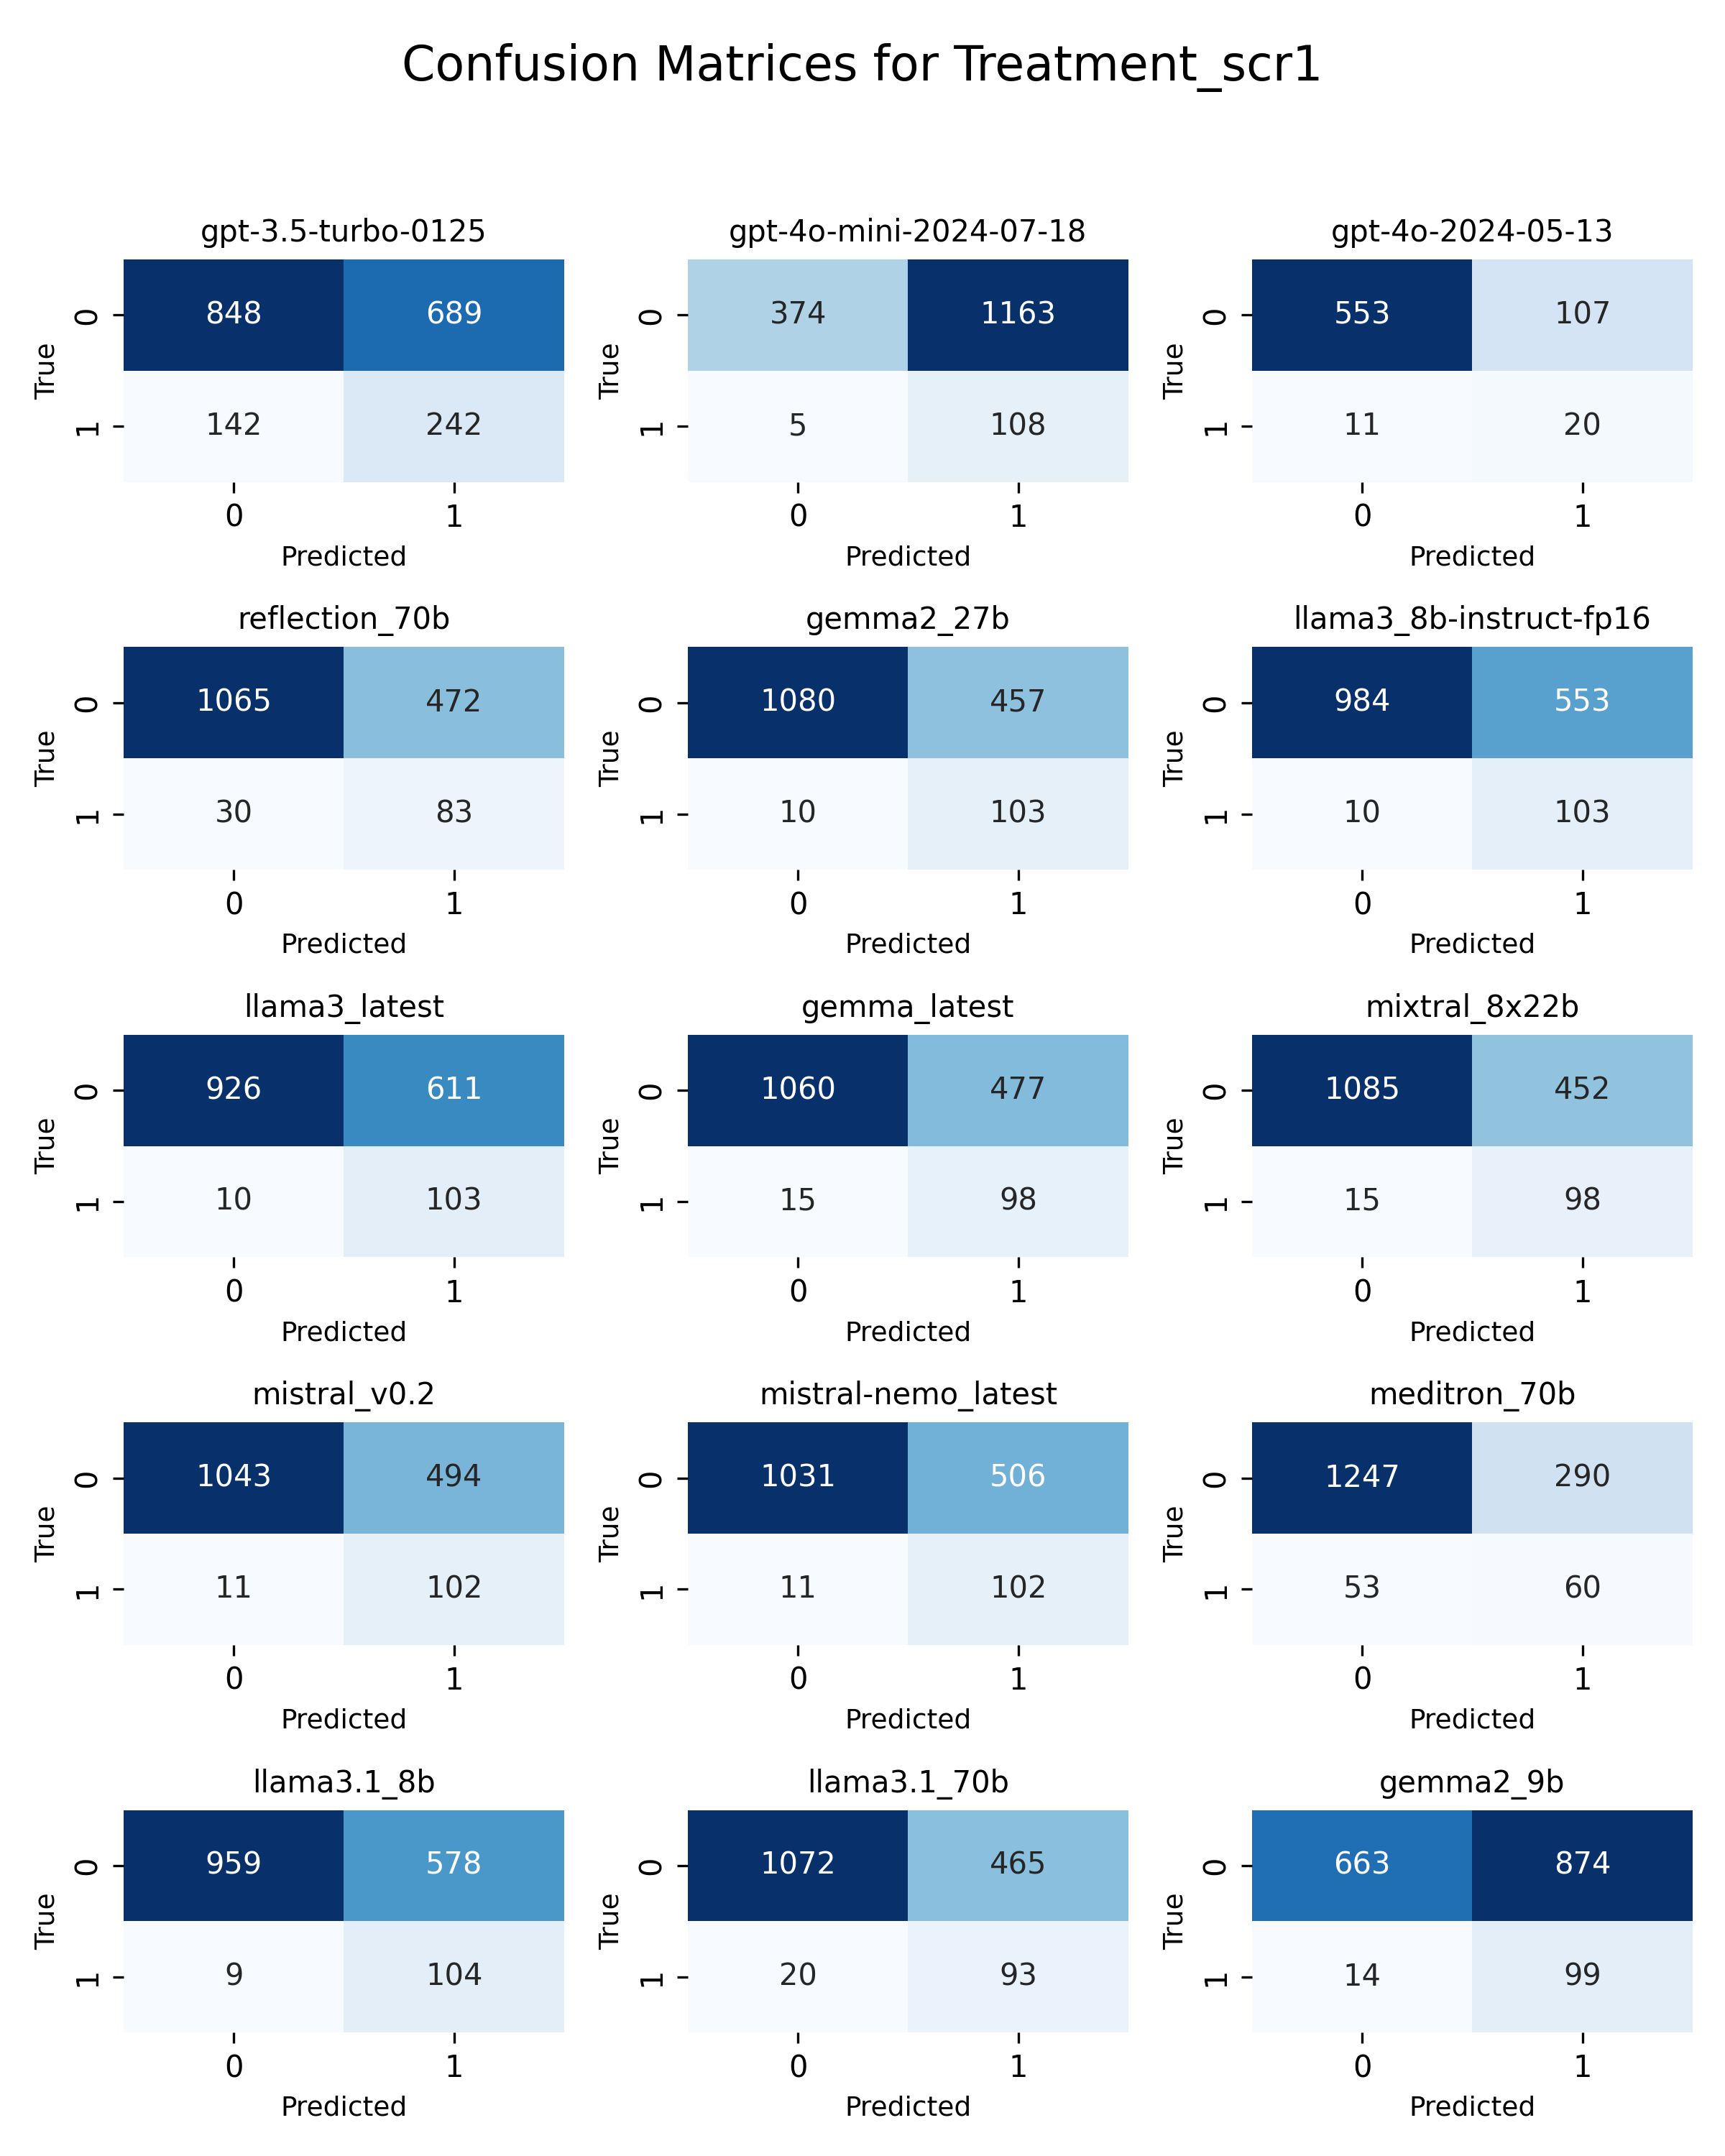 Confusion Matrices for Treatment_scr1
gpt-3.5-turbo-0125
True
0
1
848 689
142 242
0 1
Predicted
gpt-4o-mini-2024-07-18
True
0
1
374 1163
5 108
0 1
Predicted
gpt-4o-2024-05-13
True
0
1
553 107
11 20
0 1
Predicted
reflection_70b
True
0
1
1065 472
30 83
0 1
Predicted
gemma2_27b
True
0
1
1080 457
10 103
0 1
Predicted
llama3_8b-instruct-fp16
True
0
1
984 553
10 103
0 1
Predicted
llama3_latest
True
0
1
926 611
10 103
0 1
Predicted
gemma_latest
True
0
1
1060 477
15 98
0 1
Predicted
mixtral_8x22b
True
0
1
1085 452
15 98
0 1
Predicted
mistral_v0.2
True
0
1
1043 494
11 102
0 1
Predicted
mistral-nemo_latest
True
0
1
1031 506
11 102
0 1
Predicted
meditron_70b
True
0
1
1247 290
53 60
0 1
Predicted
llama3.1_8b
True
0
1
959 578
9 104
0 1
Predicted
llama3.1_70b
True
0
1
1072 465
20 93
0 1
Predicted
gemma2_9b
True
0
1
663 874
14 99
0 1
Predicted